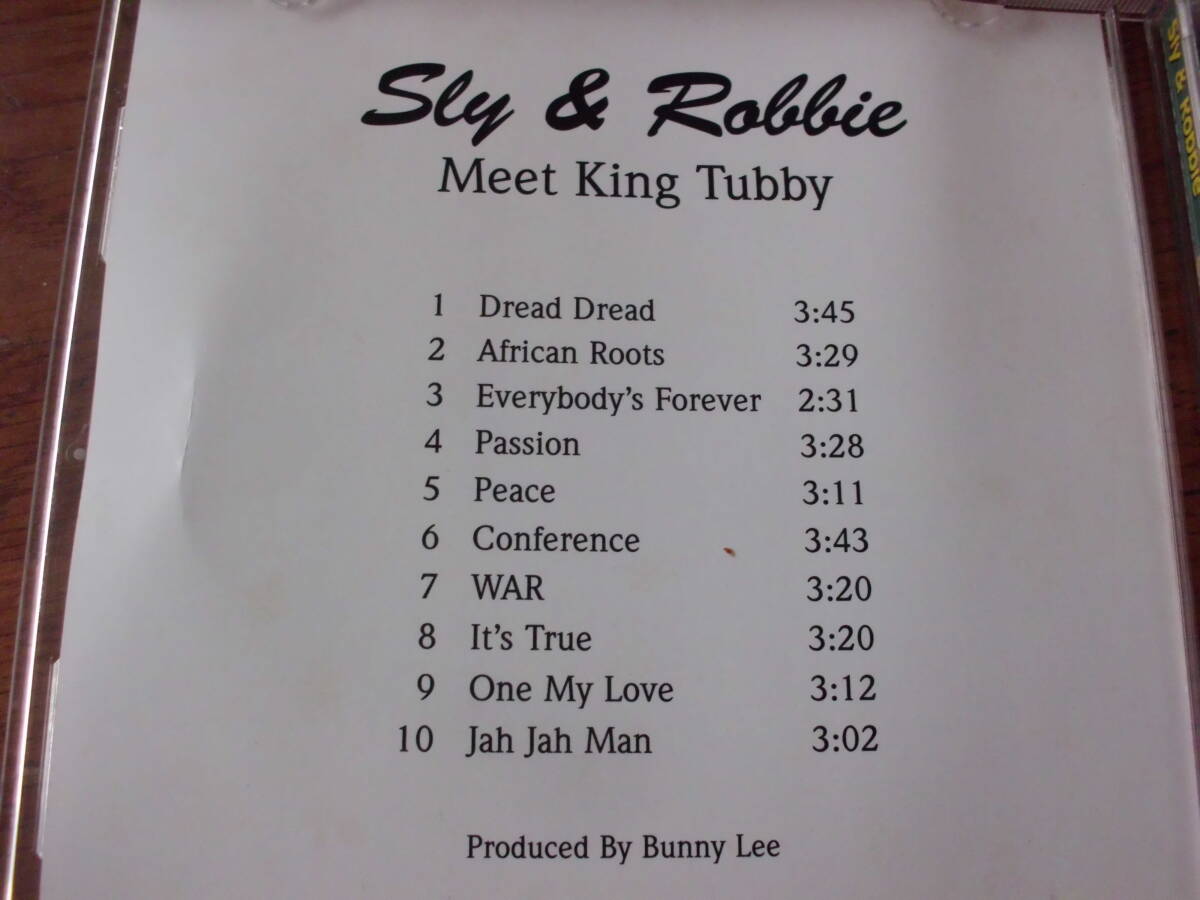 Sly & Robbie
Meet King Tubby
1 Dread Dread 3:45
2 African Roots 3:29
3 Everybody's Forever 2:31
4 Passion 3:28
5 Peace 3:11
6 Conference 3:43
7 WAR 3:20
8 It's True 3:20
9 One My Love 3:12
10 Jah Jah Man 3:02
Produced By Bunny Lee